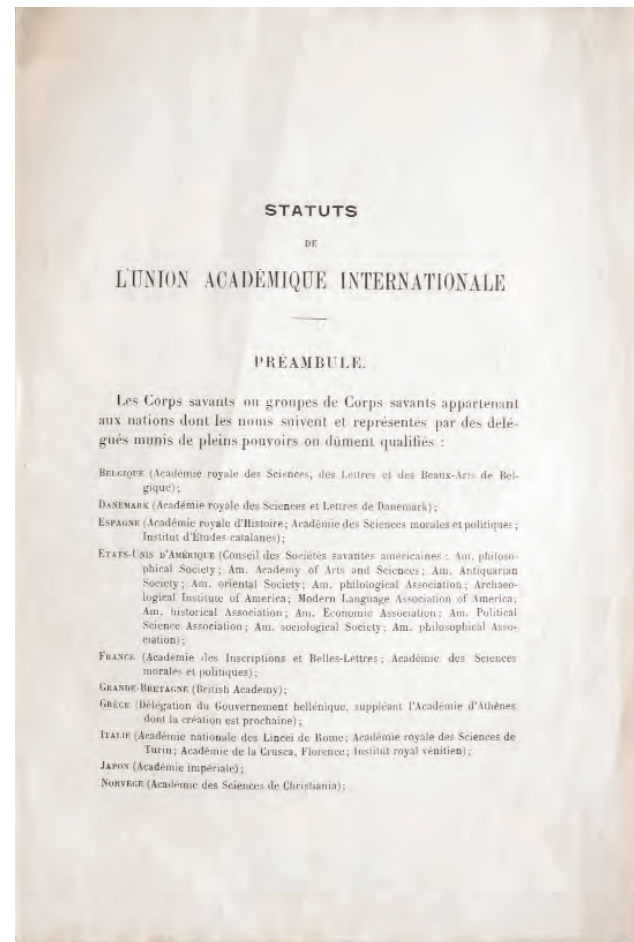 STATUTS
DE
L'UNION ACADÉMIQUE INTERNATIONALE
PRÉAMBULE.
Les Corps savants ou groupes de Corps savants appartenant
aux nations dont les noms suivent et représentés par des délé-
gués munis de pleins pouvoirs ou dûment qualifiés :
BELGIQUE (Académie royale des Sciences, des Lettres et des Beaux-Arts de Bel-
gique);
DANEMARK (Académie royale des Sciences et Lettres de Danemark);
ESPAGNE (Académie royale d'Histoire; Académie des Sciences morales et politiques;
Institut d'Études catalanes);
ÉTATS-UNIS D'AMÉRIQUE (Conseil des Sociétés savantes américaines : Am. philoso-
phical Society; Am. Academy of Arts and Sciences; Am. Antiquarian
Society; Am. oriental Society; Am. philological Association; Archaeo-
logical Institute of America; Modern Language Association of America;
Am. historical Association; Am. Economic Association; Am. Political
Science Association; Am. sociological Society; Am. philosophical Asso-
ciation);
FRANCE (Académie des Inscriptions et Belles-Lettres; Académie des Sciences
morales et politiques);
GRANDE-BRETAGNE (British Academy);
GRÈCE (Délégation du Gouvernement hellénique, suppléant l'Académie d'Athènes
dont la création est prochaine);
ITALIE (Académie nationale des Lincei de Rome; Académie royale des Sciences de
Turin; Académie de la Crusca, Florence; Institut royal vénitien);
JAPON (Académie impériale);
NORVÈGE (Académie des Sciences de Christiania);